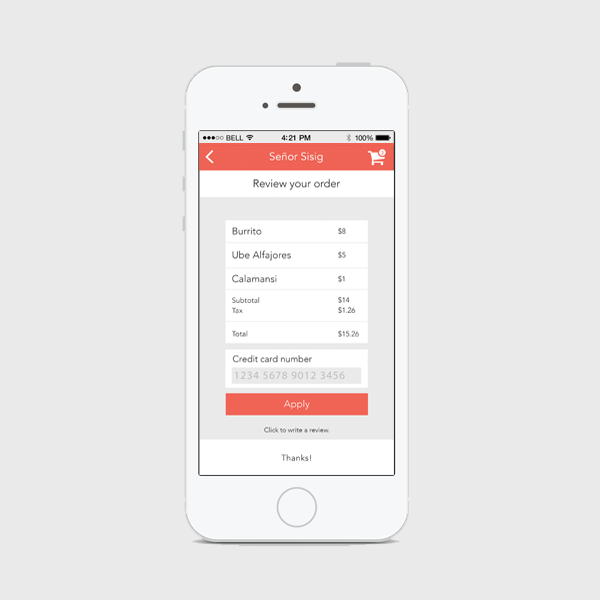 BELL 4:21 PM 100%
Señor Sisig
Review your order
Burrito $8
Ube Alfajores $5
Calamansi $1
Subtotal $14
Tax $1.26
Total $15.26
Credit card number
1234 5678 9012 3456
Apply
Click to write a review.
Thanks!